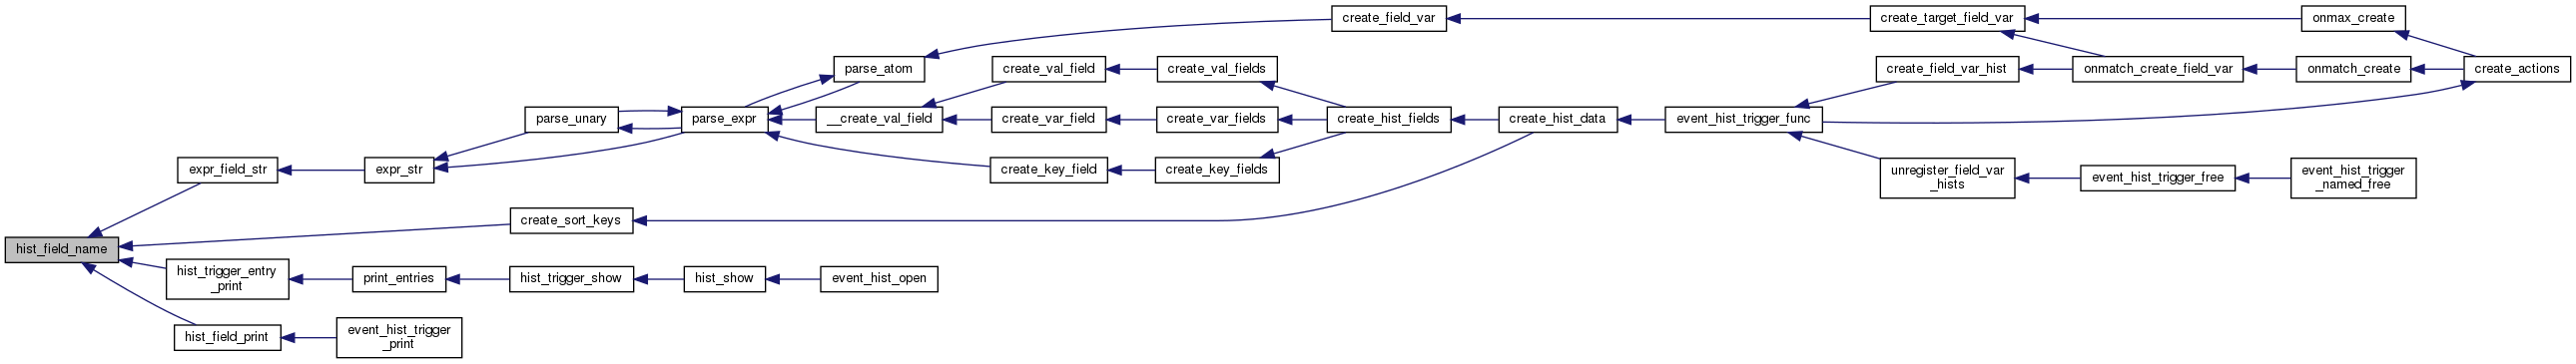 create_field_var
create_target_field_var
onmax_create
parse_atom
create_val_field
create_val_fields
create_field_var_hist
onmatch_create_field_var
onmatch_create
create_actions
parse_unary
parse_expr
__create_val_field
create_var_field
create_var_fields
create_hist_fields
create_hist_data
event_hist_trigger_func
expr_field_str
expr_str
create_key_field
create_key_fields
unregister_field_var
_hists
event_hist_trigger_free
event_hist_trigger
_named_free
create_sort_keys
hist_field_name
hist_trigger_entry
_print
print_entries
hist_trigger_show
hist_show
event_hist_open
hist_field_print
event_hist_trigger
_print